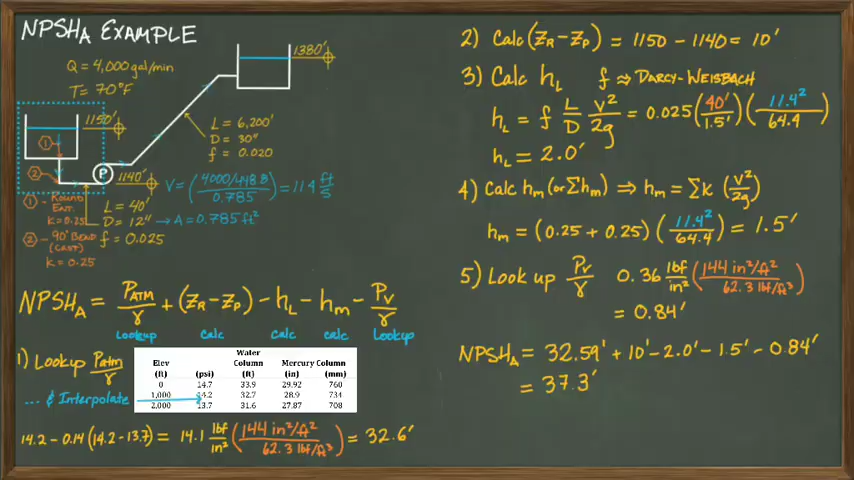 NPSHA EXAMPLE
Q = 4,000 gal/min
T = 70°F
1380'
1150'
L = 6,200'
D = 30"
f = 0.020
1
2
P
1140'
V = (4000/448.8 / 0.785) = 11.4 ft/s
1 - ROUND ENT.
K = 0.25
2 - 90° BEND (CAST)
K = 0.25
L = 40'
D = 12" → A = 0.785 ft²
f = 0.025
NPSHA = PATM/γ + (ZR - ZP) - hL - hm - Pv/γ
Lookup Calc Calc calc Lookup
1) Lookup Patm/γ
... & Interpolate
Elev (ft) (psi) Water Column (ft) Mercury Column (in) (mm)
0 14.7 33.9 29.92 760
1,000 14.2 32.7 28.9 734
2,000 13.7 31.6 27.87 708
14.2 - 0.14 (14.2 - 13.7) = 14.1 lbf/in² (144 in²/ft² / 62.3 lbf/ft³) = 32.6'
2) Calc (ZR - ZP) = 1150 - 1140 = 10'
3) Calc hL f ⇒ DARCY-WEISBACH
hL = f L/D V²/2g = 0.025 (40'/1.5') (11.4²/64.4)
hL = 2.0'
4) Calc hm (or Σhm) ⇒ hm = ΣK (V²/2g)
hm = (0.25 + 0.25) (11.4²/64.4) = 1.5'
5) Look up Pv/γ 0.36 lbf/in² (144 in²/ft² / 62.3 lb/ft³)
= 0.84'
NPSHA = 32.59' + 10' - 2.0' - 1.5' - 0.84'
= 37.3'